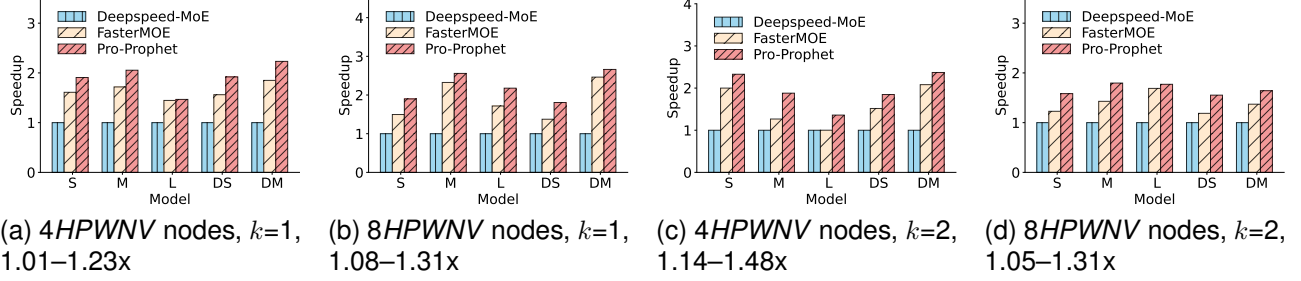 Speedup
3
2
1
0
Deepspeed-MoE
FasterMOE
Pro-Prophet
S M L DS DM
Model
(a) 4HPWNV nodes, k=1,
1.01–1.23x
Speedup
4
3
2
1
0
Deepspeed-MoE
FasterMOE
Pro-Prophet
S M L DS DM
Model
(b) 8HPWNV nodes, k=1,
1.08–1.31x
Speedup
4
3
2
1
0
Deepspeed-MoE
FasterMOE
Pro-Prophet
S M L DS DM
Model
(c) 4HPWNV nodes, k=2,
1.14–1.48x
Speedup
3
2
1
0
Deepspeed-MoE
FasterMOE
Pro-Prophet
S M L DS DM
Model
(d) 8HPWNV nodes, k=2,
1.05–1.31x